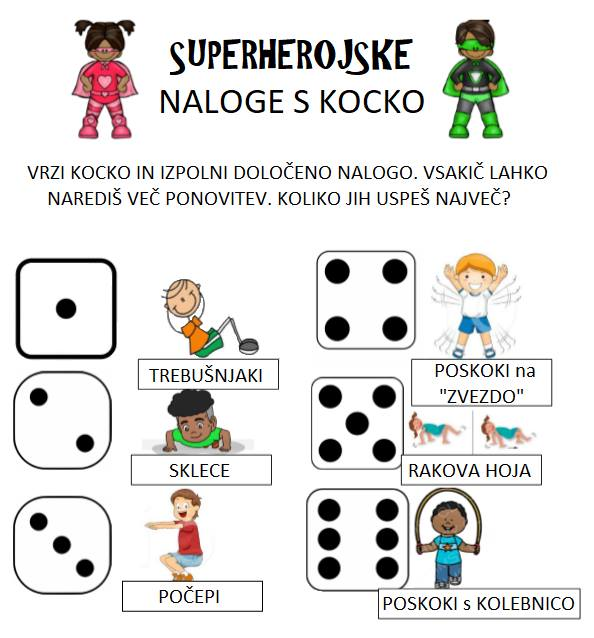 SUPERHEROJSKE
NALOGE S KOCKO
VRZI KOCKO IN IZPOLNI DOLOČENO NALOGO. VSAKIČ LAHKO
NAREDIŠ VEČ PONOVITEV. KOLIKO JIH USPEŠ NAJVEČ?
TREBUŠNJAKI
SKLECE
POČEPI
POSKOKI na
"ZVEZDO"
RAKOVA HOJA
POSKOKI s KOLEBNICO